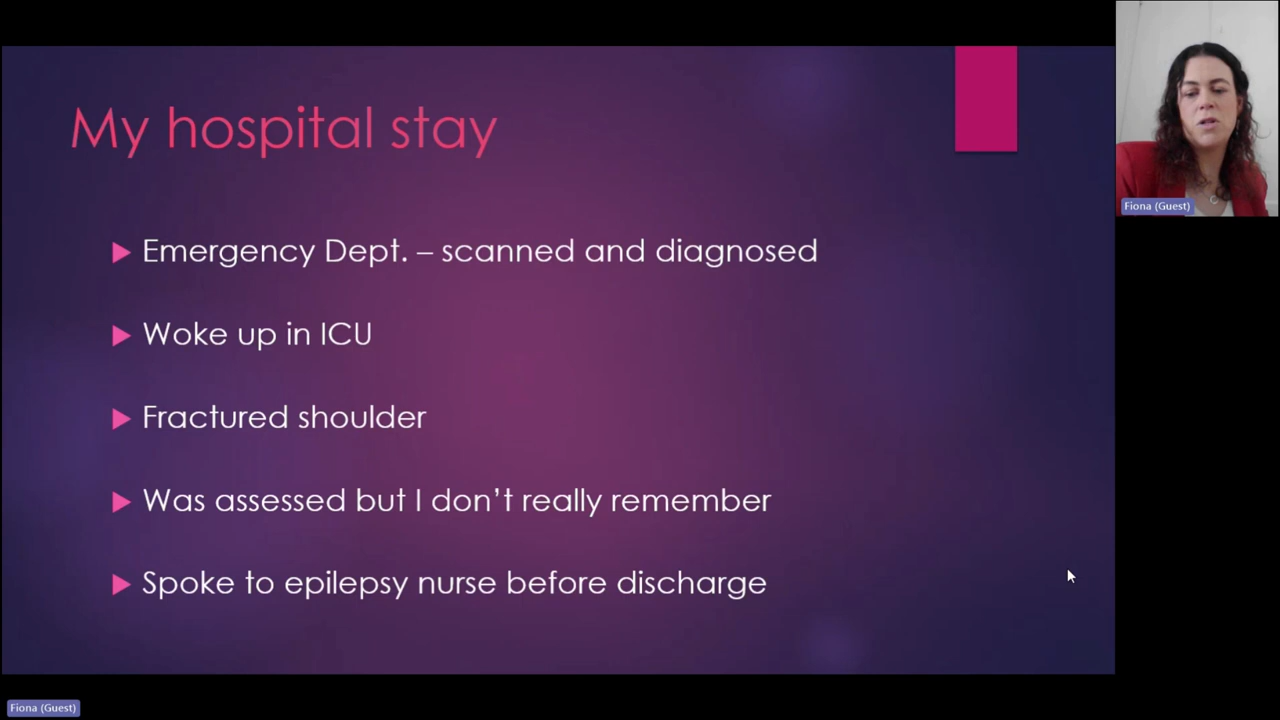 My hospital stay
Emergency Dept. – scanned and diagnosed
Woke up in ICU
Fractured shoulder
Was assessed but I don’t really remember
Spoke to epilepsy nurse before discharge
Fiona (Guest)
Fiona (Guest)